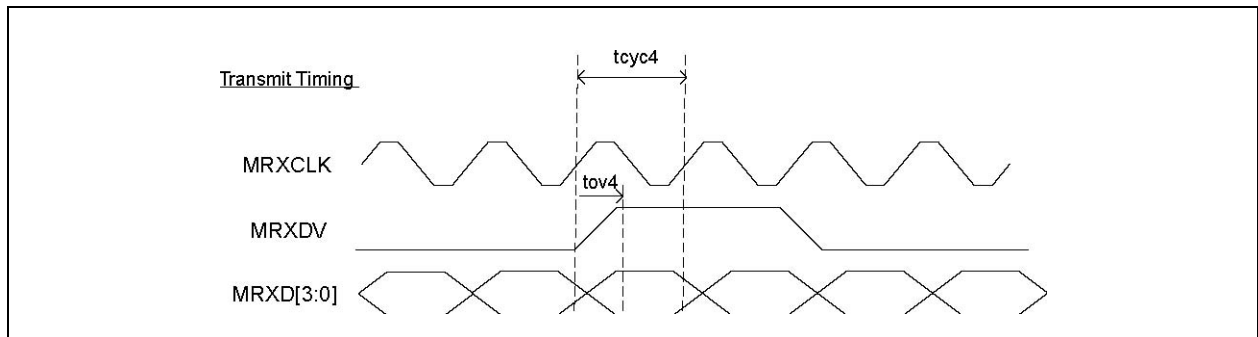 tcyc4
Transmit Timing
MRXCLK
tov4
MRXDV
MRXD[3:0]